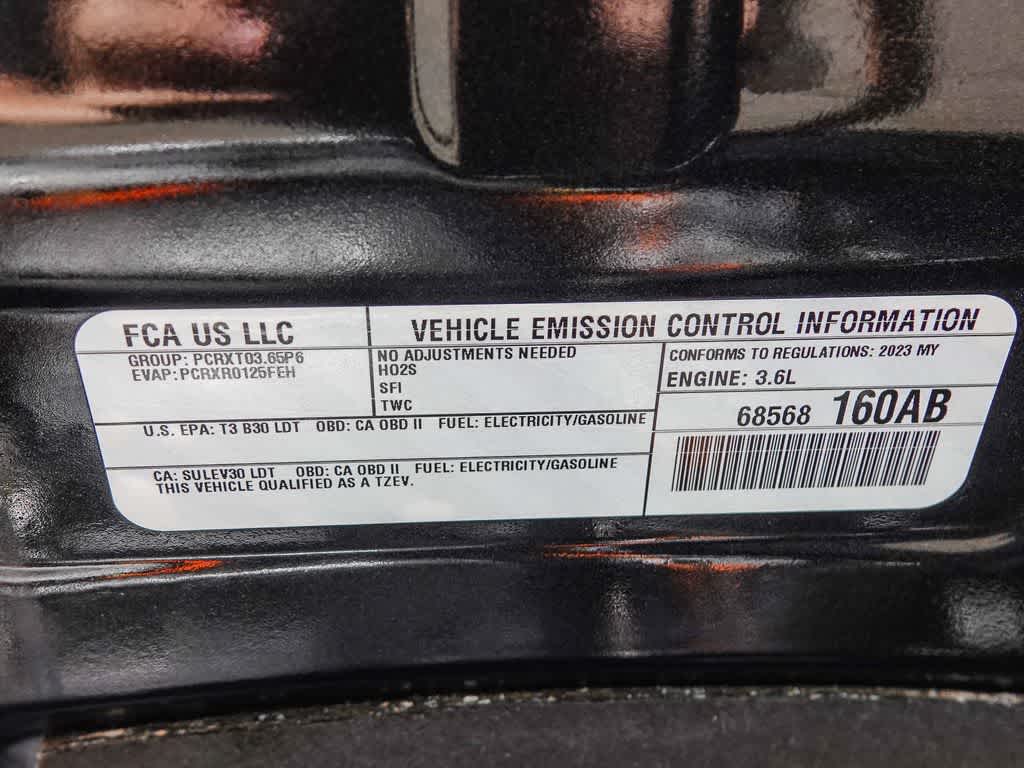 FCA US LLC
VEHICLE EMISSION CONTROL INFORMATION
GROUP: PCRXT03.65P6
EVAP: PCRXR0125FEH
NO ADJUSTMENTS NEEDED
HO2S
SFI
TWC
CONFORMS TO REGULATIONS: 2023 MY
ENGINE: 3.6L
U.S. EPA: T3 B30 LDT OBD: CA OBD II FUEL: ELECTRICITY/GASOLINE
68568 160AB
CA: SULEV30 LDT OBD: CA OBD II FUEL: ELECTRICITY/GASOLINE
THIS VEHICLE QUALIFIED AS A TZEV.